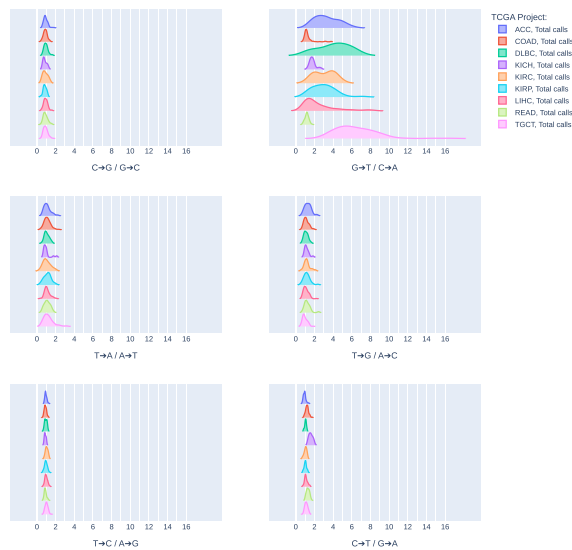 TCGA Project:
ACC, Total calls
COAD, Total calls
DLBC, Total calls
KICH, Total calls
KIRC, Total calls
KIRP, Total calls
LIHC, Total calls
READ, Total calls
TGCT, Total calls
0 2 4 6 8 10 12 14 16
C➔G / G➔C
0 2 4 6 8 10 12 14 16
G➔T / C➔A
0 2 4 6 8 10 12 14 16
T➔A / A➔T
0 2 4 6 8 10 12 14 16
T➔G / A➔C
0 2 4 6 8 10 12 14 16
T➔C / A➔G
0 2 4 6 8 10 12 14 16
C➔T / G➔A